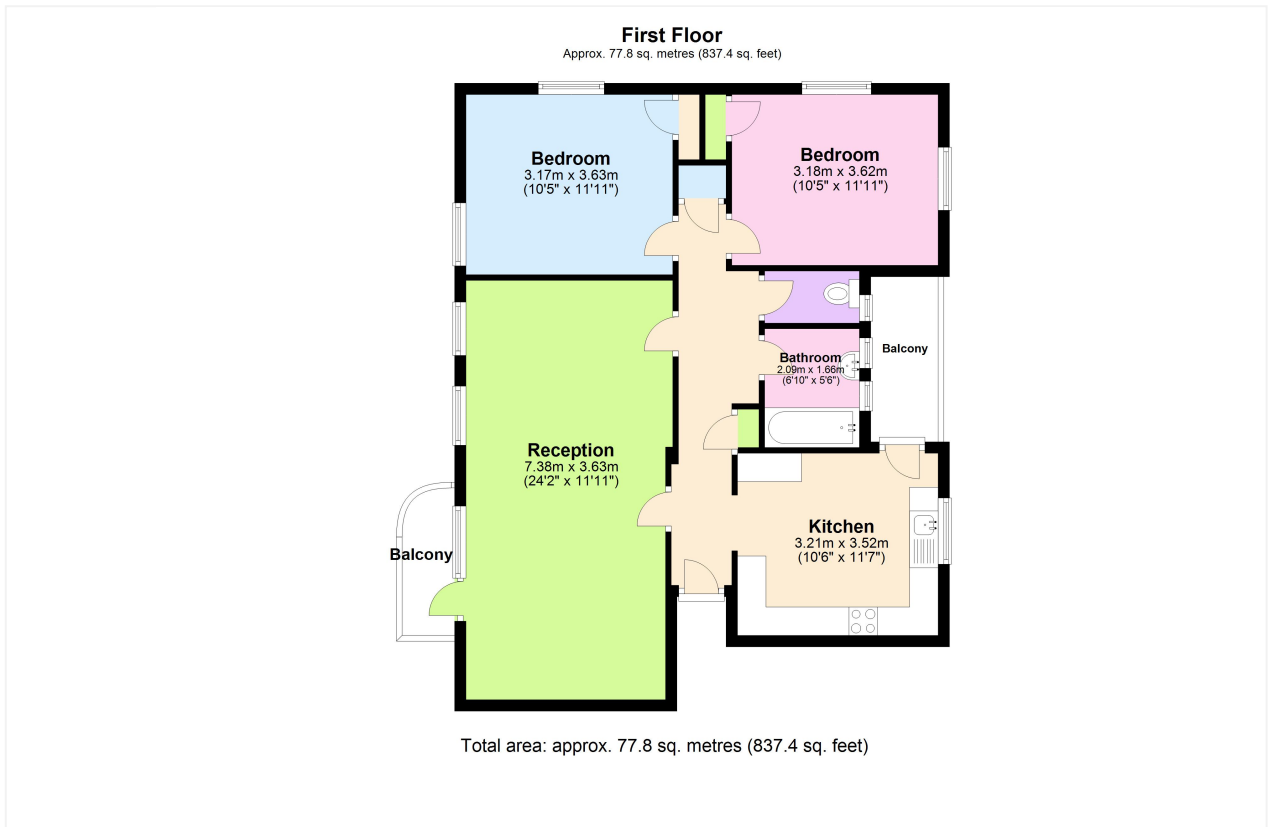 First Floor
Approx. 77.8 sq. metres (837.4 sq. feet)
Bedroom
3.17m x 3.63m
(10'5" x 11'11")
Bedroom
3.18m x 3.62m
(10'5" x 11'11")
Bathroom
2.09m x 1.66m
(6'10" x 5'6")
Balcony
Reception
7.38m x 3.63m
(24'2" x 11'11")
Kitchen
3.21m x 3.52m
(10'6" x 11'7")
Balcony
Total area: approx. 77.8 sq. metres (837.4 sq. feet)